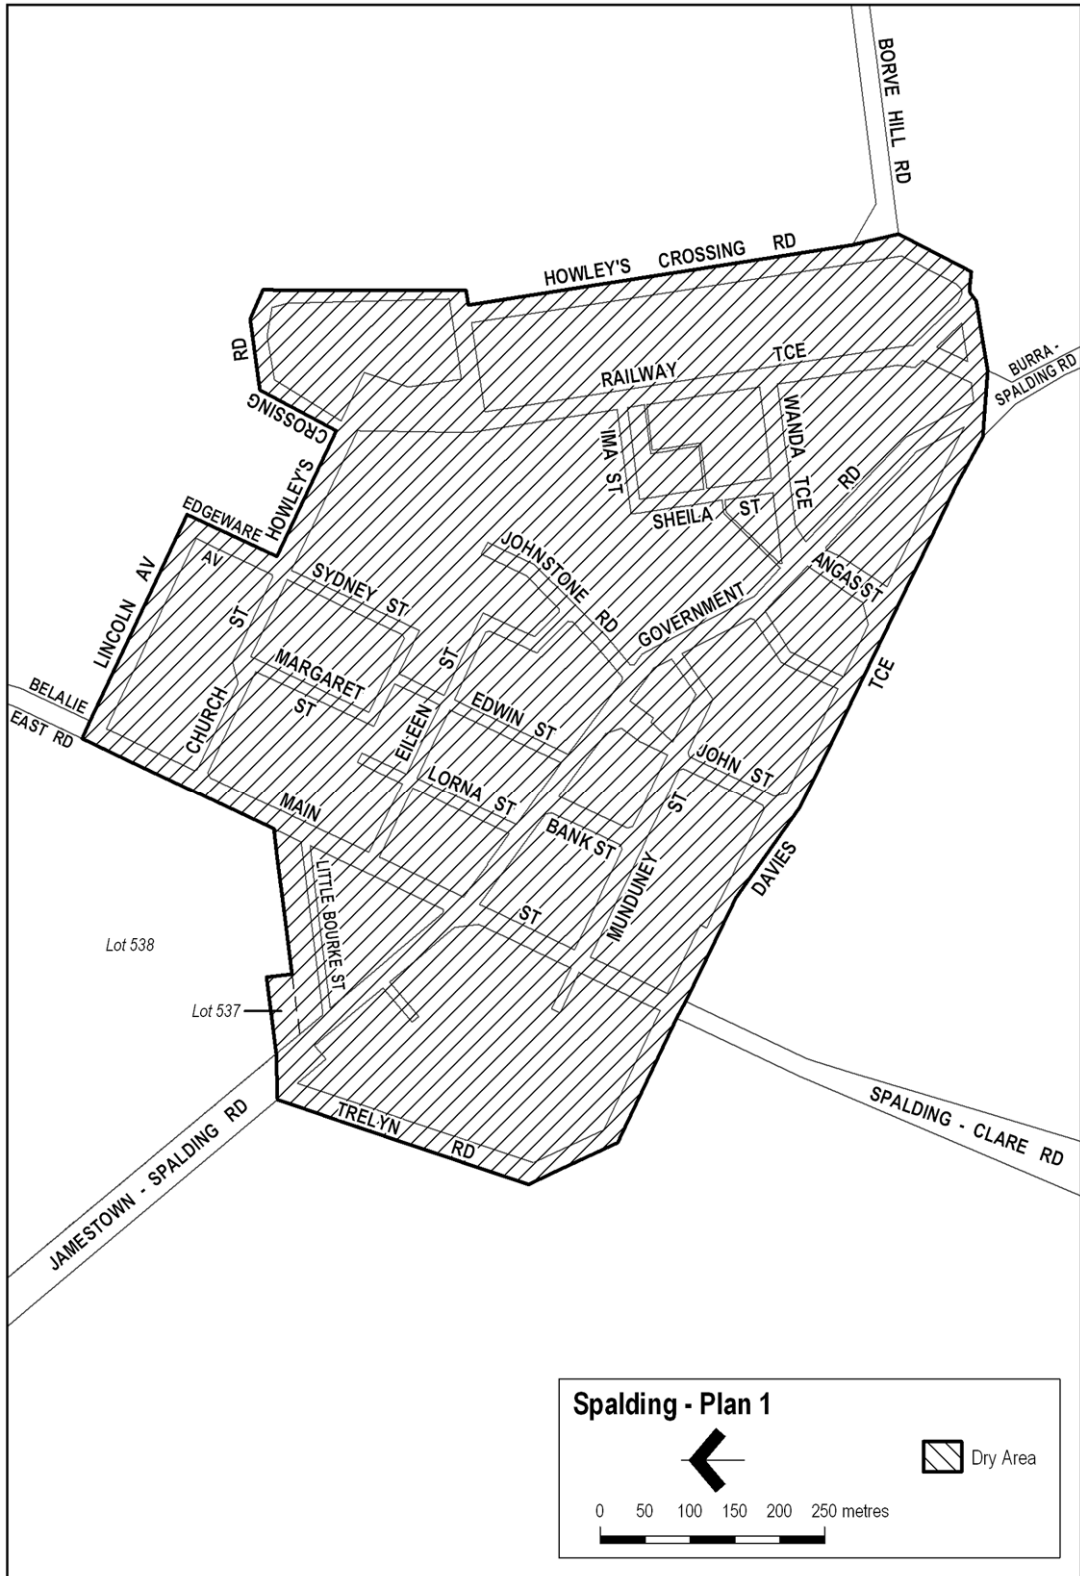 BORVE HILL RD
HOWLEY'S CROSSING RD
RD
CROSSING
HOWLEY'S
RAILWAY TCE
BURRA -
SPALDING RD
IMA ST
WANDA TCE
SHEILA ST
RD
EDGEWARE
AV
LINCOLN AV
SYDNEY ST
JOHNSTONE RD
GOVERNMENT
ANGAS ST
ST
MARGARET
ST
ST
CHURCH
EILEEN
EDWIN ST
TCE
BELALIE
EAST RD
JOHN ST
LORNA ST
MAIN
BANK ST
ST
DAVIES
MUNDUNEY
ST
LITTLE BOURKE ST
Lot 538
Lot 537
TRELYN RD
JAMESTOWN - SPALDING RD
SPALDING - CLARE RD
Spalding - Plan 1
Dry Area
0 50 100 150 200 250 metres